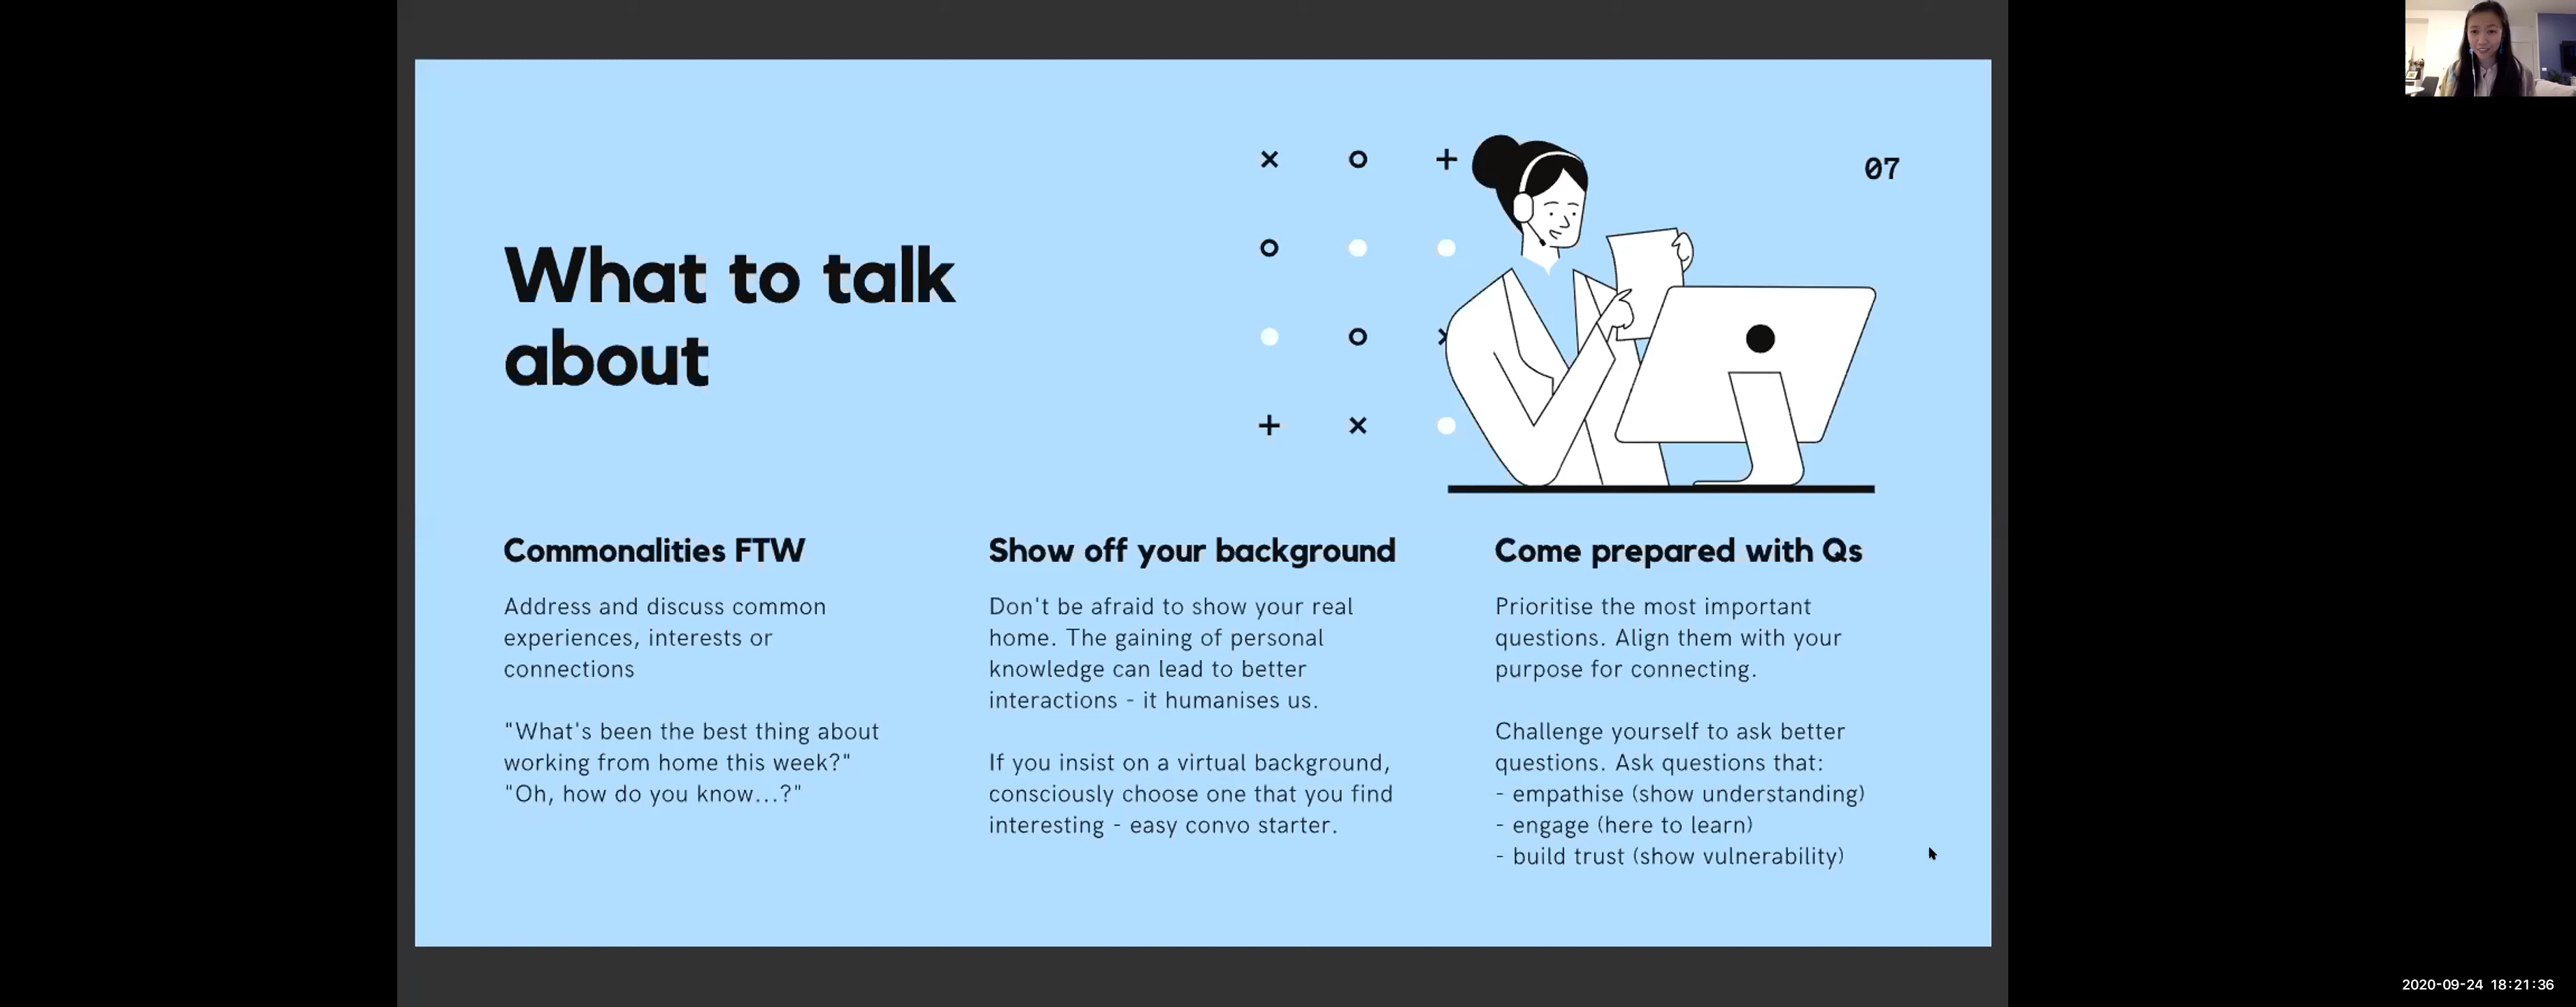 07
What to talk
about
Commonalities FTW
Address and discuss common
experiences, interests or
connections
"What's been the best thing about
working from home this week?"
"Oh, how do you know...?"
Show off your background
Don't be afraid to show your real
home. The gaining of personal
knowledge can lead to better
interactions - it humanises us.
If you insist on a virtual background,
consciously choose one that you find
interesting - easy convo starter.
Come prepared with Qs
Prioritise the most important
questions. Align them with your
purpose for connecting.
Challenge yourself to ask better
questions. Ask questions that:
- empathise (show understanding)
- engage (here to learn)
- build trust (show vulnerability)
2020-09-24 18:21:36